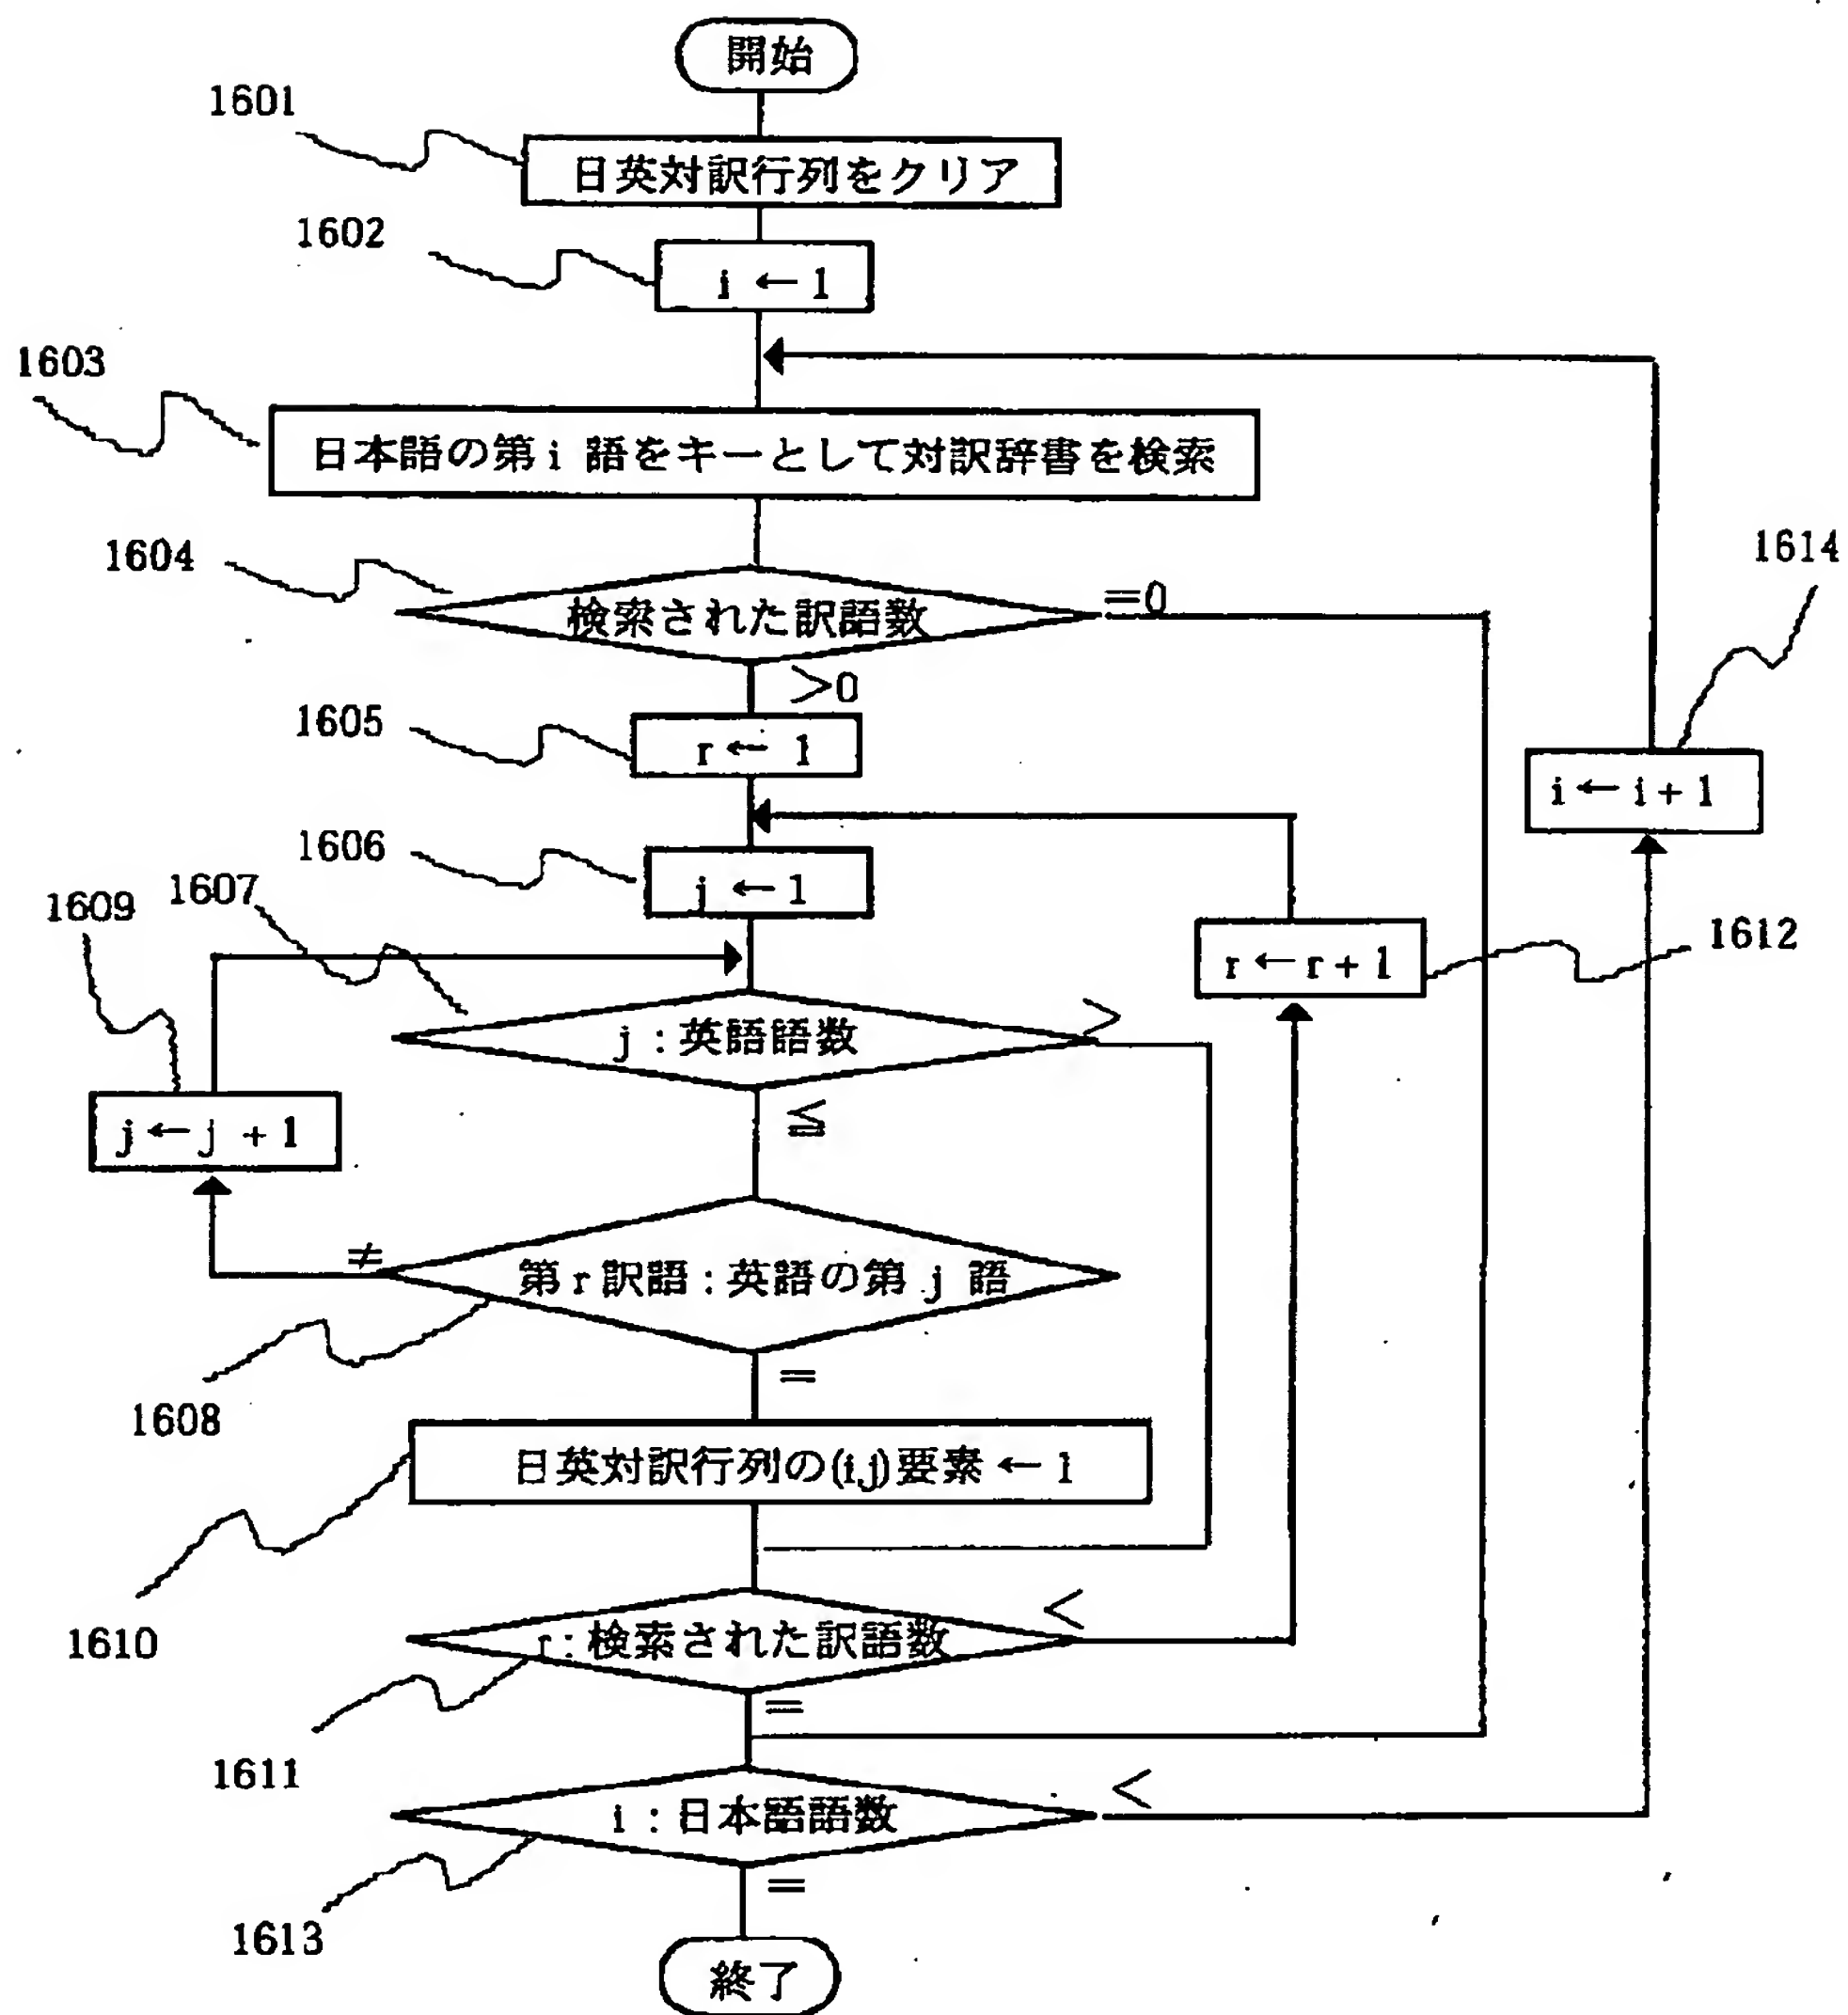 開始
1601
日英対訳行列をクリア
1602
i ← 1
1603
日本語の第 i 語をキーとして対訳辞書を検索
1604
検索された訳語数
=0
1614
>0
1605
r ← 1
i ← i + 1
1606
j ← 1
1607
1609
1612
r ← r + 1
j : 英語語数
>
j ← j + 1
≦
≠
第 r 訳語 : 英語の第 j 語
=
1608
日英対訳行列の(i,j)要素 ← 1
1610
<
r : 検索された訳語数
=
1611
<
i : 日本語語数
=
1613
終了